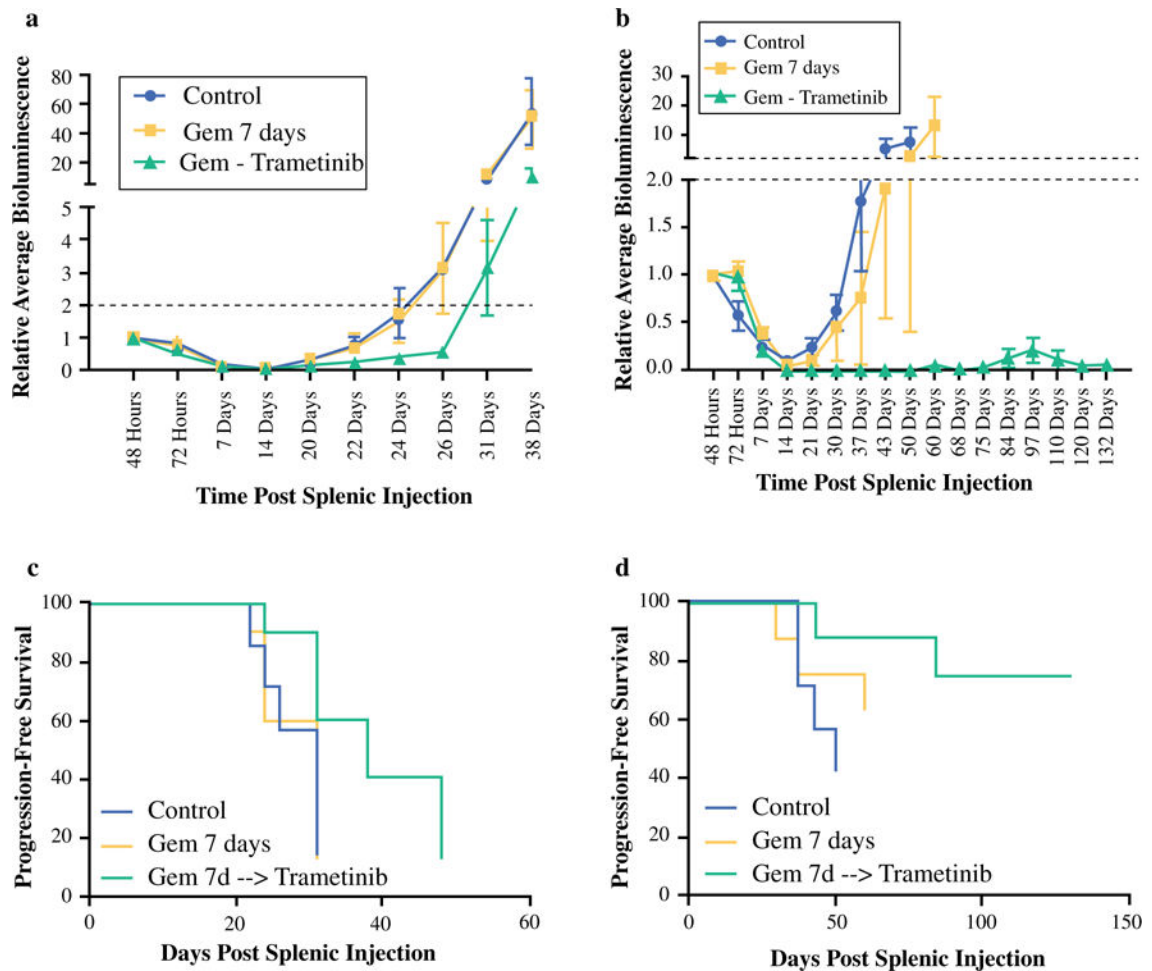 a
Relative Average Bioluminescence
80
60
40
20
5
4
3
2
1
0
Control
Gem 7 days
Gem - Trametinib
48 Hours
72 Hours
7 Days
14 Days
20 Days
22 Days
24 Days
26 Days
31 Days
38 Days
Time Post Splenic Injection
b
Relative Average Bioluminescence
30
20
10
2.0
1.5
1.0
0.5
0.0
Control
Gem 7 days
Gem - Trametinib
48 Hours
72 Hours
7 Days
14 Days
21 Days
30 Days
37 Days
43 Days
50 Days
60 Days
68 Days
75 Days
84 Days
97 Days
110 Days
120 Days
132 Days
Time Post Splenic Injection
c
Progression-Free Survival
100
80
60
40
20
0
Control
Gem 7 days
Gem 7d --> Trametinib
0
20
40
60
Days Post Splenic Injection
d
Progression-Free Survival
100
80
60
40
20
0
Control
Gem 7 days
Gem 7d --> Trametinib
0
50
100
150
Days Post Splenic Injection